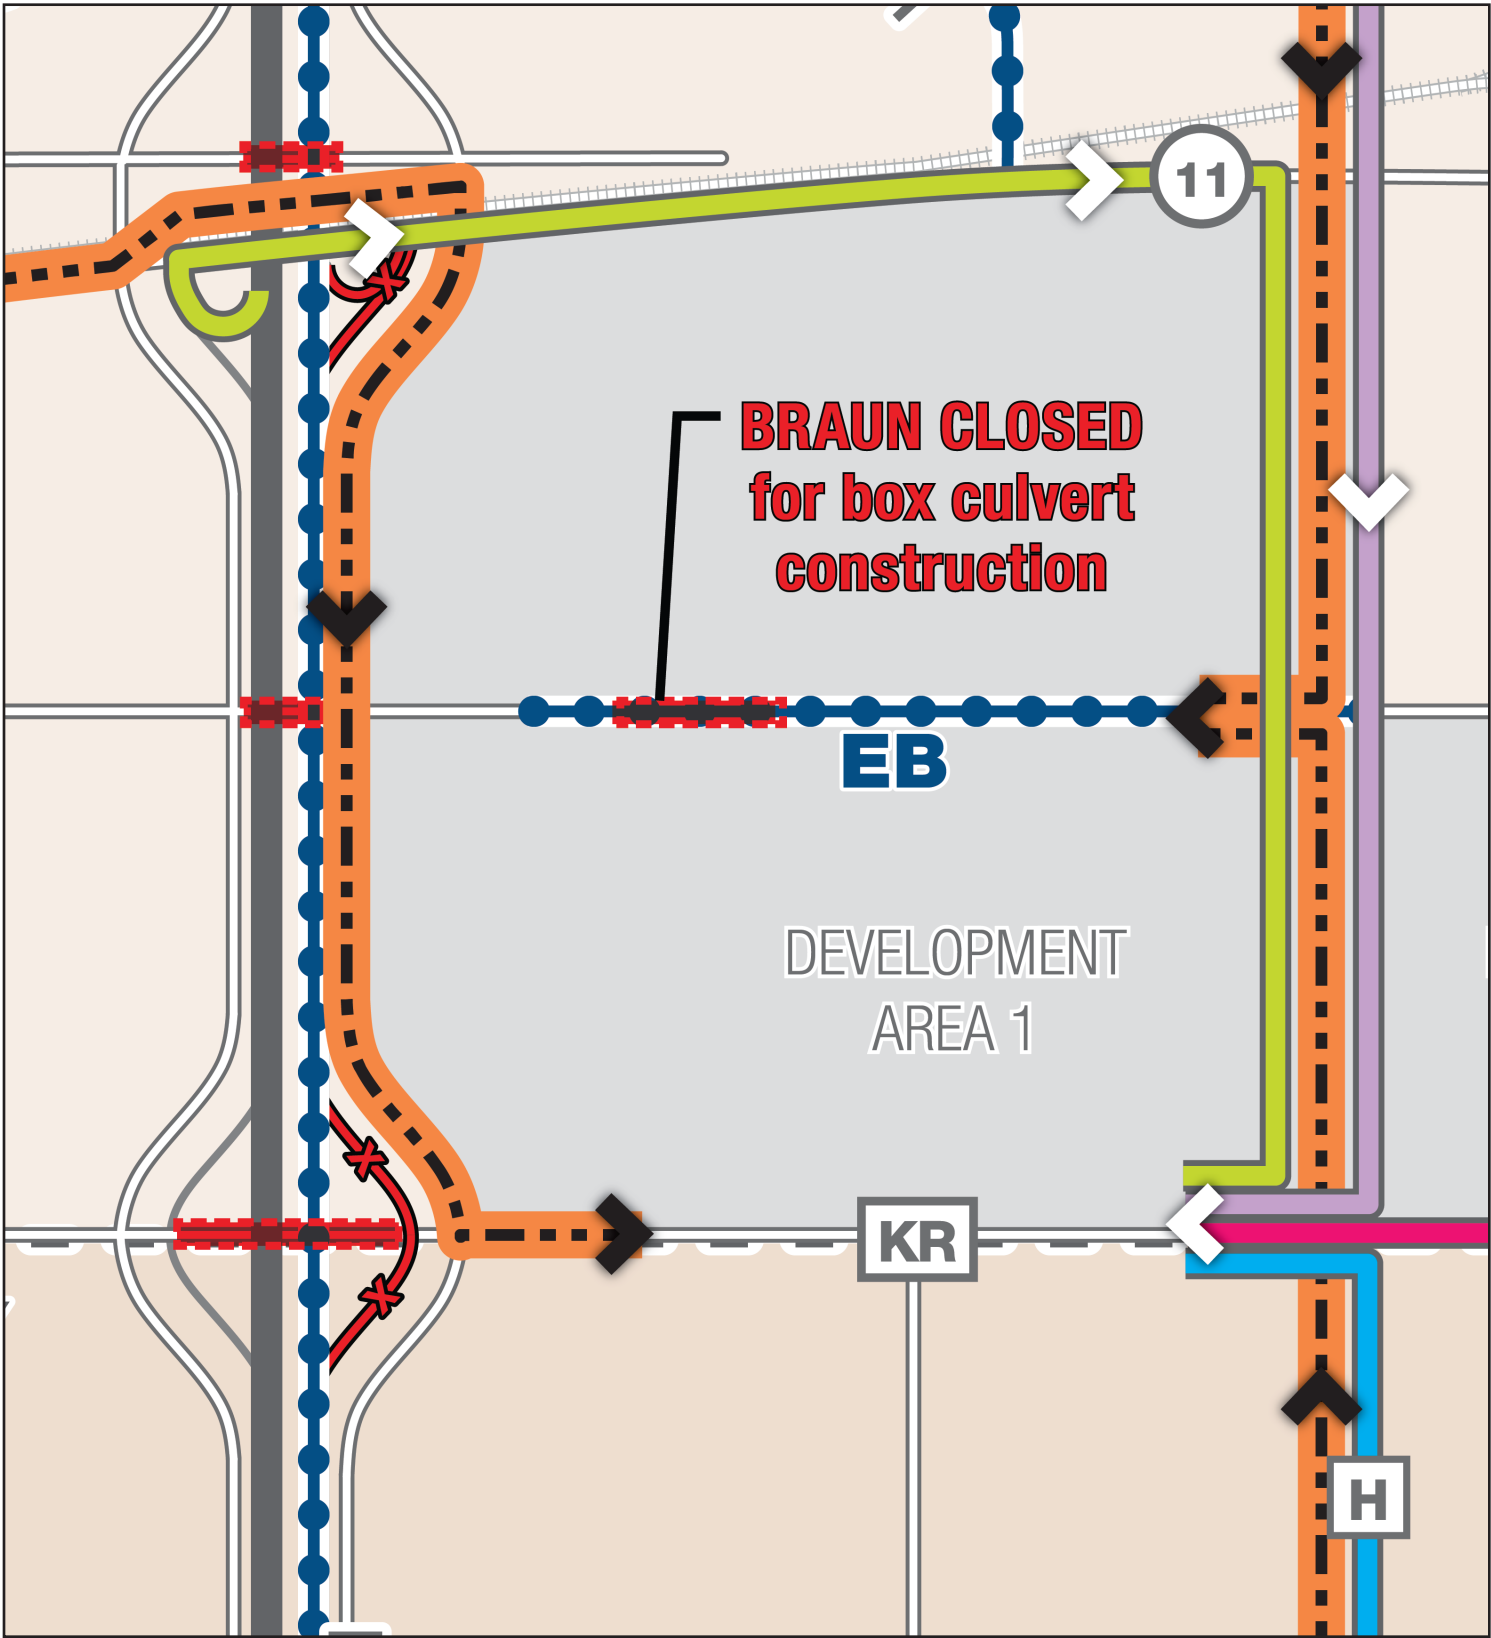 11
BRAUN CLOSED
for box culvert
construction
EB
DEVELOPMENT
AREA 1
KR
H